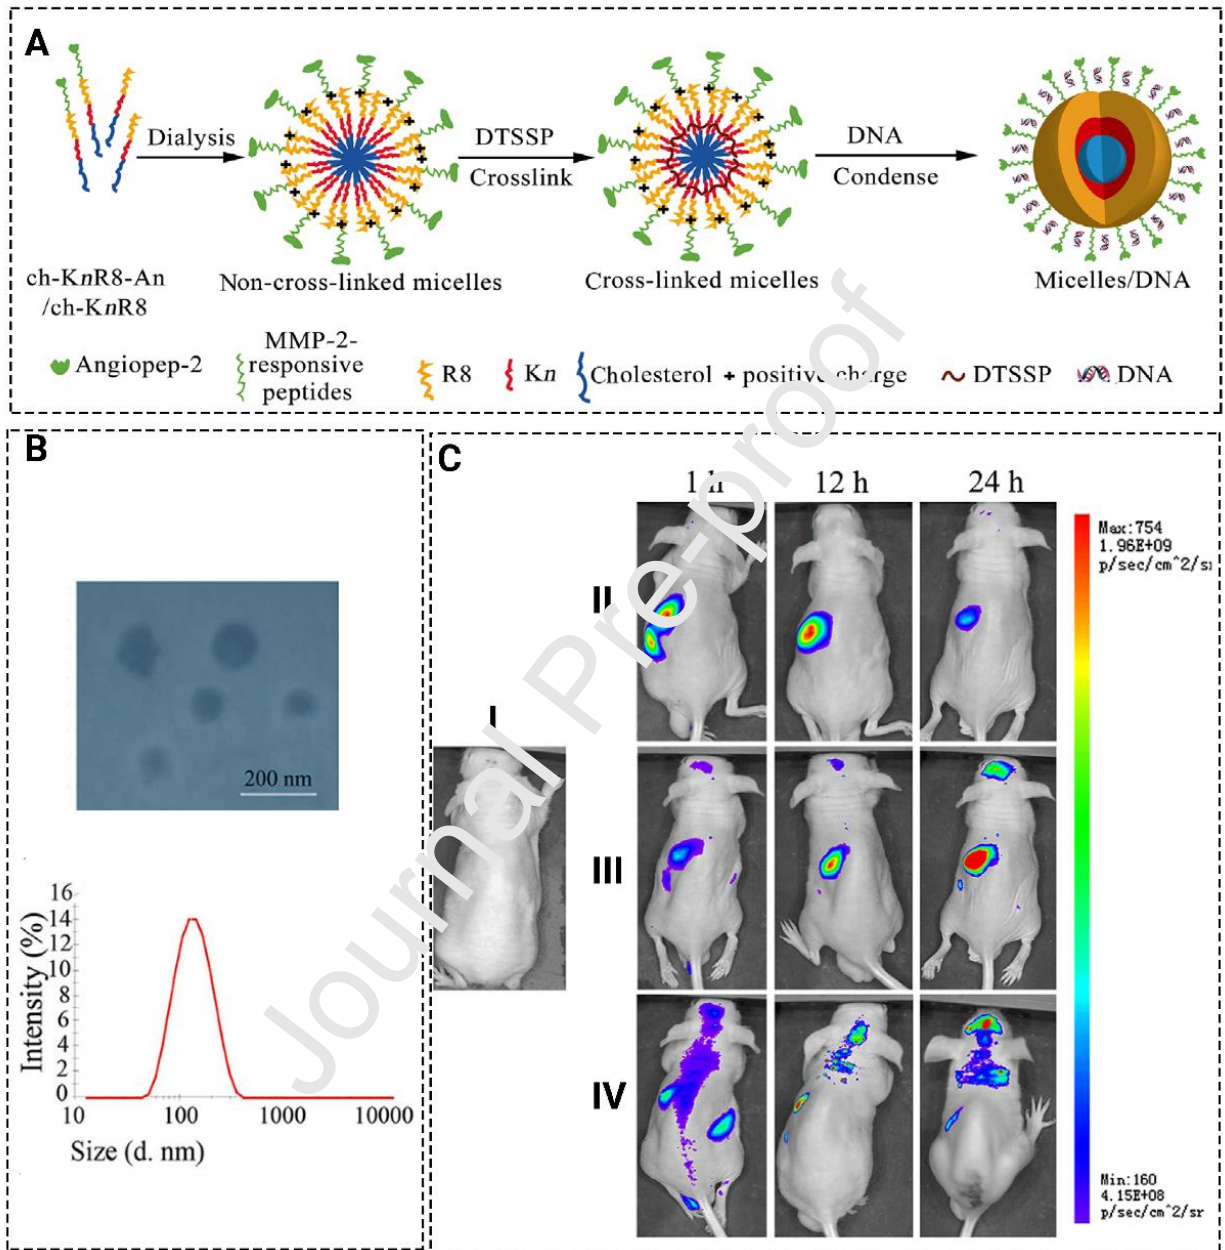 A
Dialysis
DTSSP
Crosslink
DNA
Condense
ch-KnR8-An
/ch-KnR8
Non-cross-linked micelles
Cross-linked micelles
Micelles/DNA
Angiopep-2
MMP-2-
responsive
peptides
R8
Kn
Cholesterol
+ positive charge
DTSSP
DNA
B
200 nm
16
14
12
10
8
6
4
2
0
Intensity (%)
10 100 1000 10000
Size (d. nm)
C
1 h 12 h 24 h
I
II
III
IV
Max:754
1.96E+09
p/sec/cm^2/s
Min:160
4.15E+08
p/sec/cm^2/sr
Journal Pre-proof